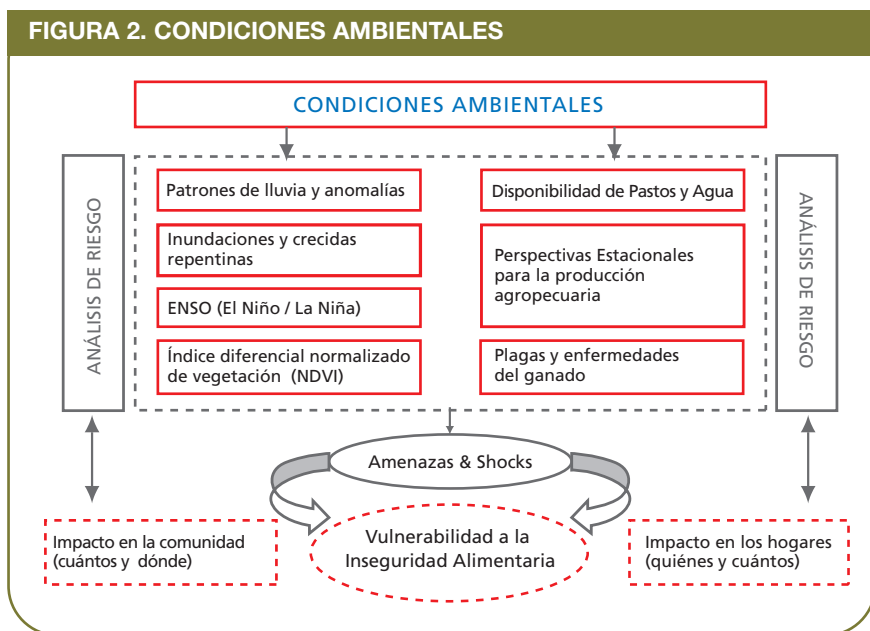 FIGURA 2. CONDICIONES AMBIENTALES
CONDICIONES AMBIENTALES
ANÁLISIS DE RIESGO
Patrones de lluvia y anomalías
Inundaciones y crecidas
repentinas
ENSO (El Niño / La Niña)
Índice diferencial normalizado
de vegetación (NDVI)
Disponibilidad de Pastos y Agua
Perspectivas Estacionales
para la producción
agropecuaria
Plagas y enfermedades
del ganado
ANÁLISIS DE RIESGO
Amenazas & Shocks
Impacto en la comunidad
(cuántos y dónde)
Vulnerabilidad a la
Inseguridad Alimentaria
Impacto en los hogares
(quiénes y cuántos)